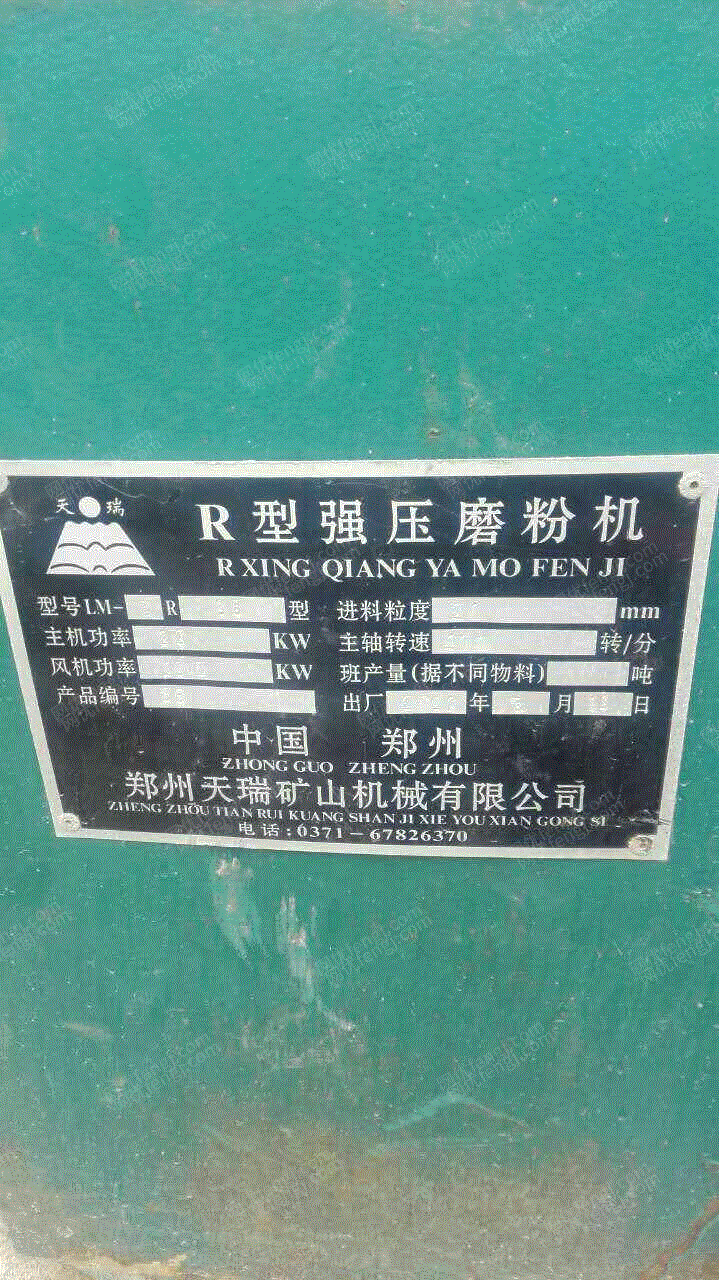 天瑞
R型强压磨粉机
R XING QIANG YA MO FEN JI
型号LM- R 型 进料粒度 mm
主机功率 KW 主轴转速 转/分
风机功率 KW 班产量(据不同物料) 吨
产品编号 出厂 年 月 日
中国 郑州
ZHONG GUO ZHENG ZHOU
郑州天瑞矿山机械有限公司
ZHENG ZHOU TIAN RUI KUANG SHAN JI XIE YOU XIAN GONG SI
电话:0371-67826370